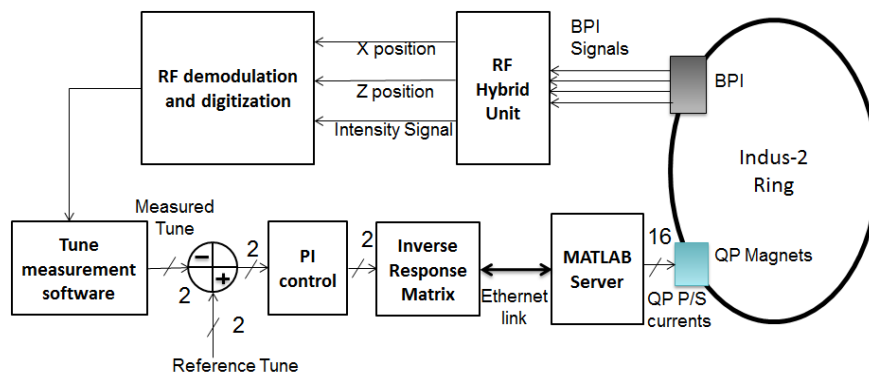 RF demodulation
and digitization
X position
Z position
Intensity Signal
RF
Hybrid
Unit
BPI
Signals
BPI
Indus-2
Ring
Tune
measurement
software
Measured
Tune
2
−
+
2
Reference Tune
2
PI
control
2
Inverse
Response
Matrix
Ethernet
link
MATLAB
Server
16
QP P/S
currents
QP Magnets